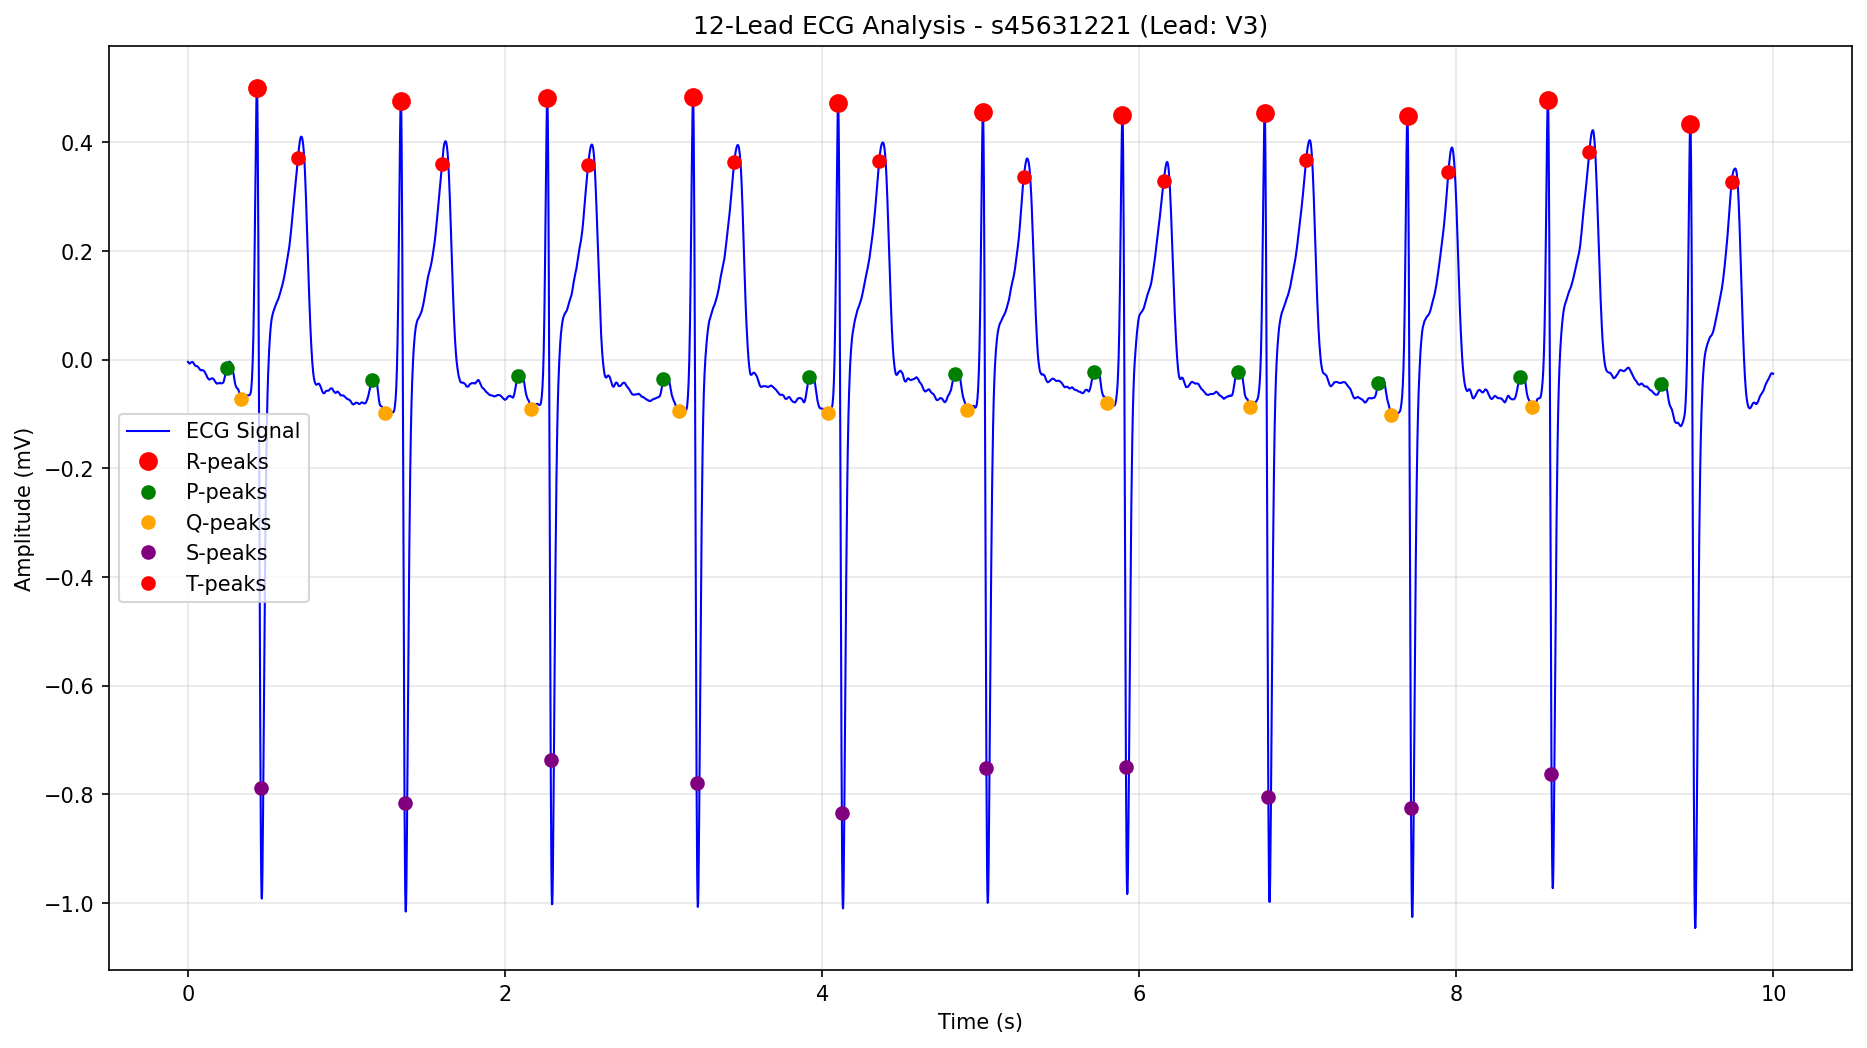 12-Lead ECG Analysis - s45631221 (Lead: V3)
Amplitude (mV)
0.4
0.2
0.0
−0.2
−0.4
−0.6
−0.8
−1.0
ECG Signal
R-peaks
P-peaks
Q-peaks
S-peaks
T-peaks
0 2 4 6 8 10
Time (s)